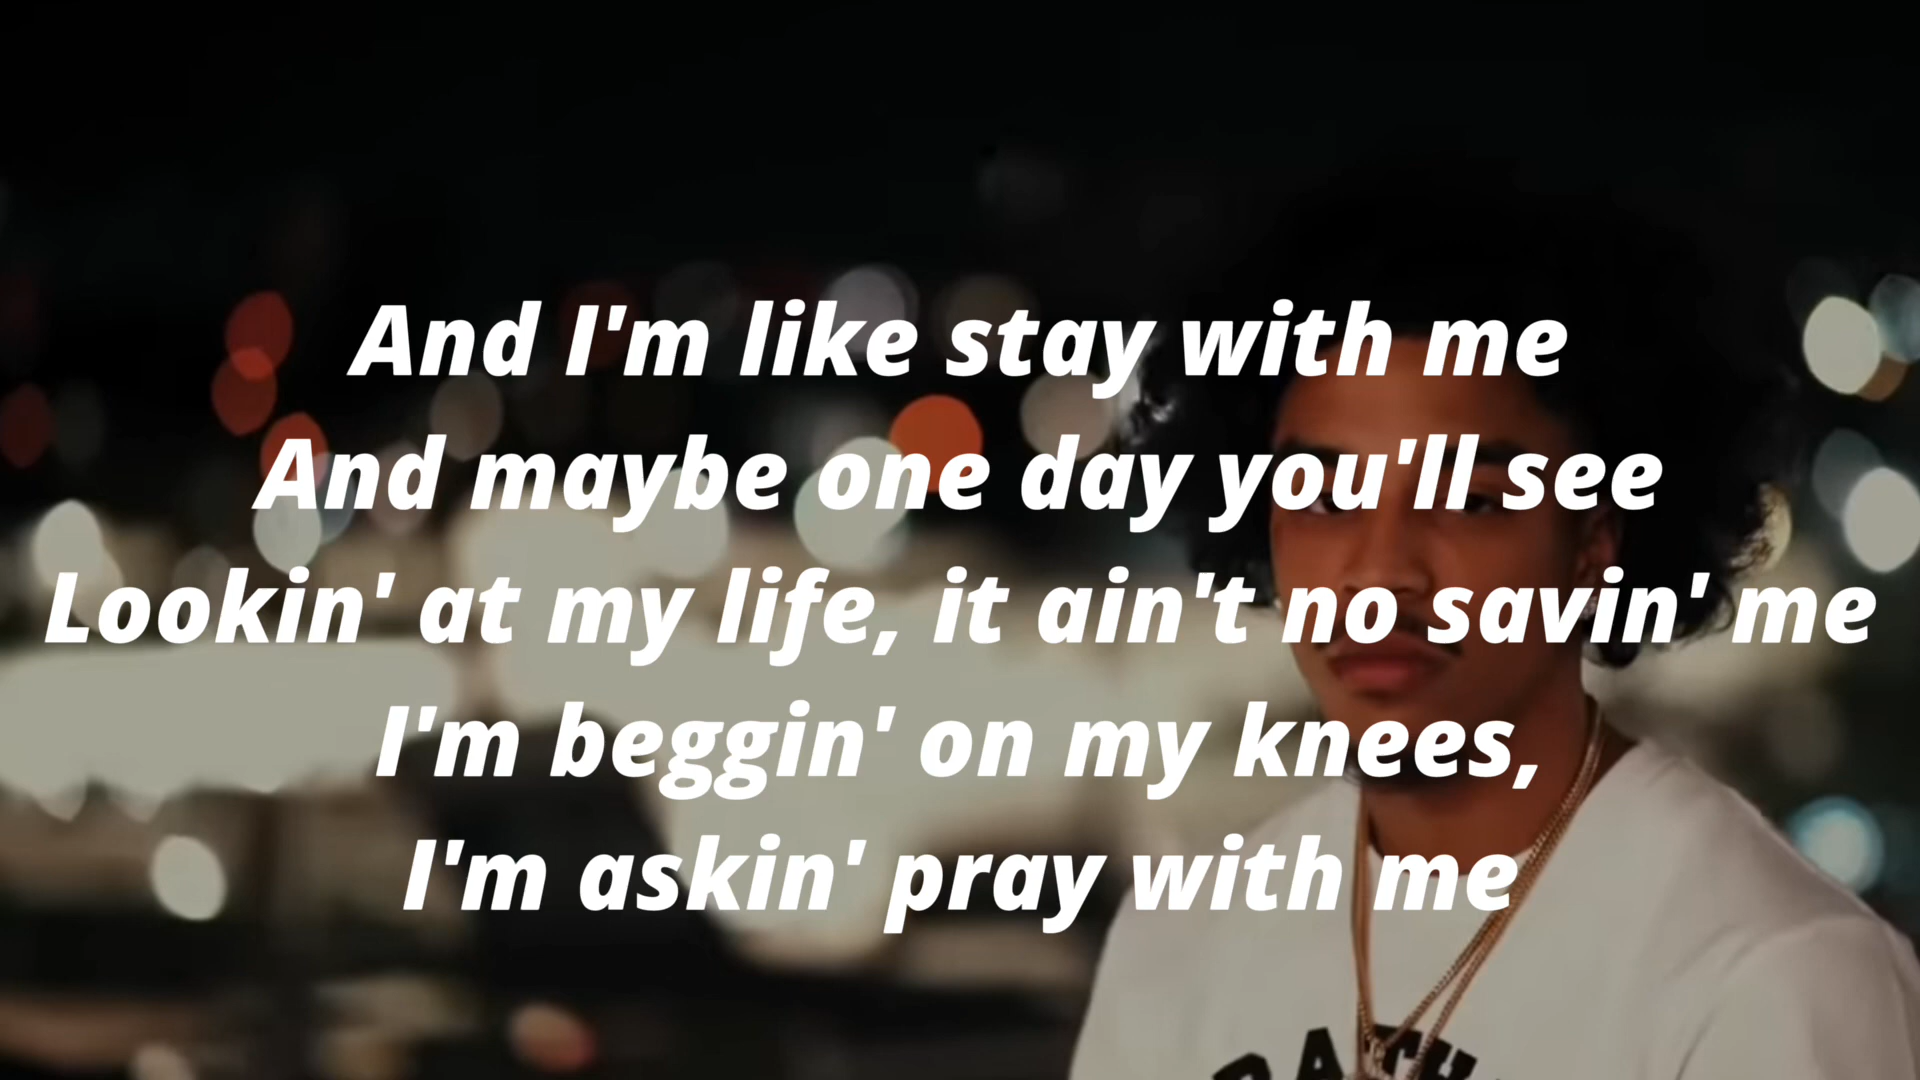 And I'm like stay with me
And maybe one day you'll see
Lookin' at my life, it ain't no savin' me
I'm beggin' on my knees,
I'm askin' pray with me